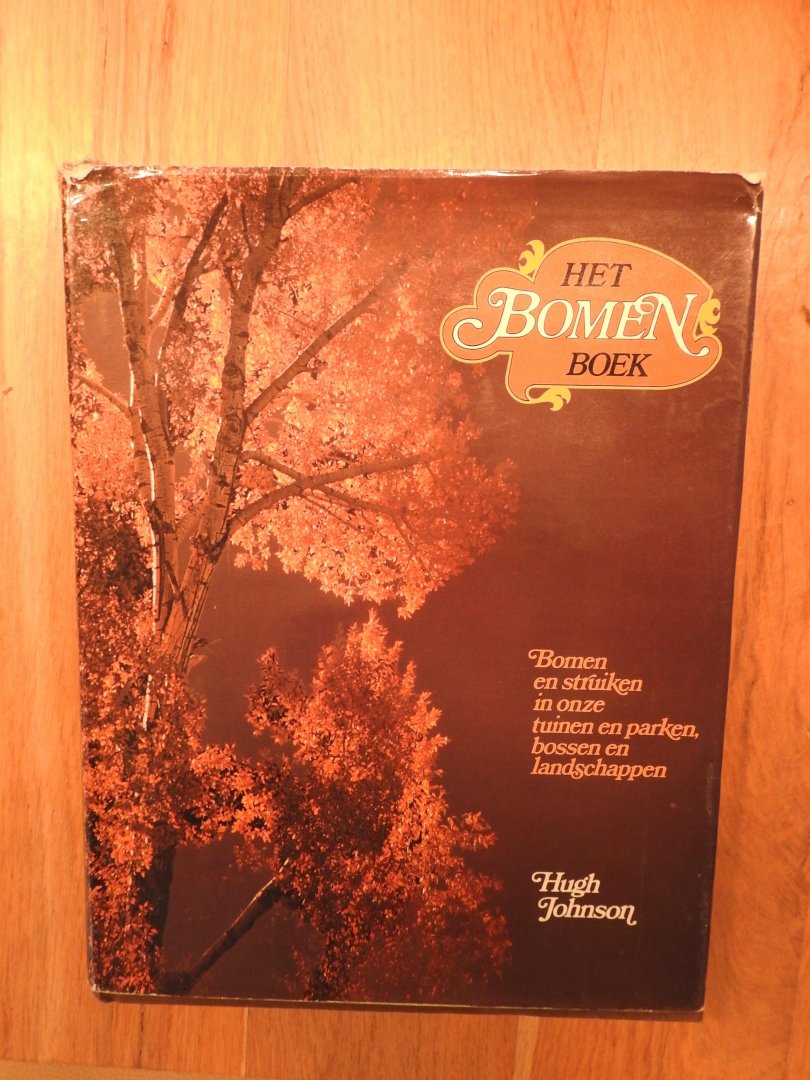 HET
BOMEN
BOEK
Bomen
en struiken
in onze
tuinen en parken,
bossen en
landschappen
Hugh
Johnson